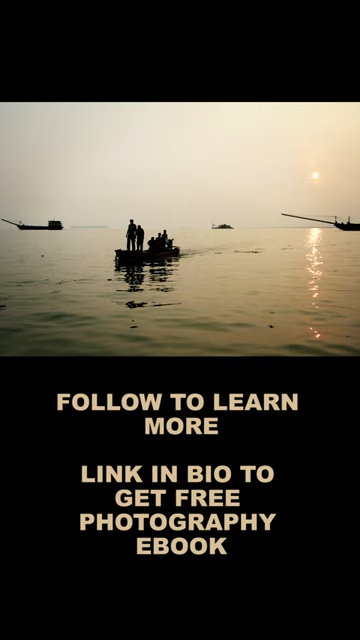 FOLLOW TO LEARN
MORE
LINK IN BIO TO
GET FREE
PHOTOGRAPHY
EBOOK